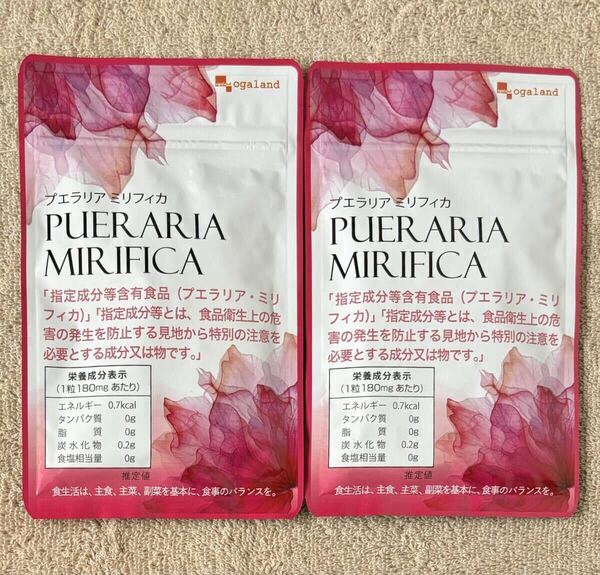 ogaland
プエラリア ミリフィカ
PUERARIA
MIRIFICA
「指定成分等含有食品（プエラリア・ミリ
フィカ）」「指定成分等とは、食品衛生上の危
害の発生を防止する見地から特別の注意を
必要とする成分又は物です。」
栄養成分表示
（1粒180mg あたり）
エネルギー 0.7kcal
タンパク質 0g
脂質 0g
炭水化物 0.2g
食塩相当量 0g
推定値
食生活は、主食、主菜、副菜を基本に、食事のバランスを。
ogaland
プエラリア ミリフィカ
PUERARIA
MIRIFICA
「指定成分等含有食品（プエラリア・ミリ
フィカ）」「指定成分等とは、食品衛生上の危
害の発生を防止する見地から特別の注意を
必要とする成分又は物です。」
栄養成分表示
（1粒180mg あたり）
エネルギー 0.7kcal
タンパク質 0g
脂質 0g
炭水化物 0.2g
食塩相当量 0g
推定値
食生活は、主食、主菜、副菜を基本に、食事のバランスを。